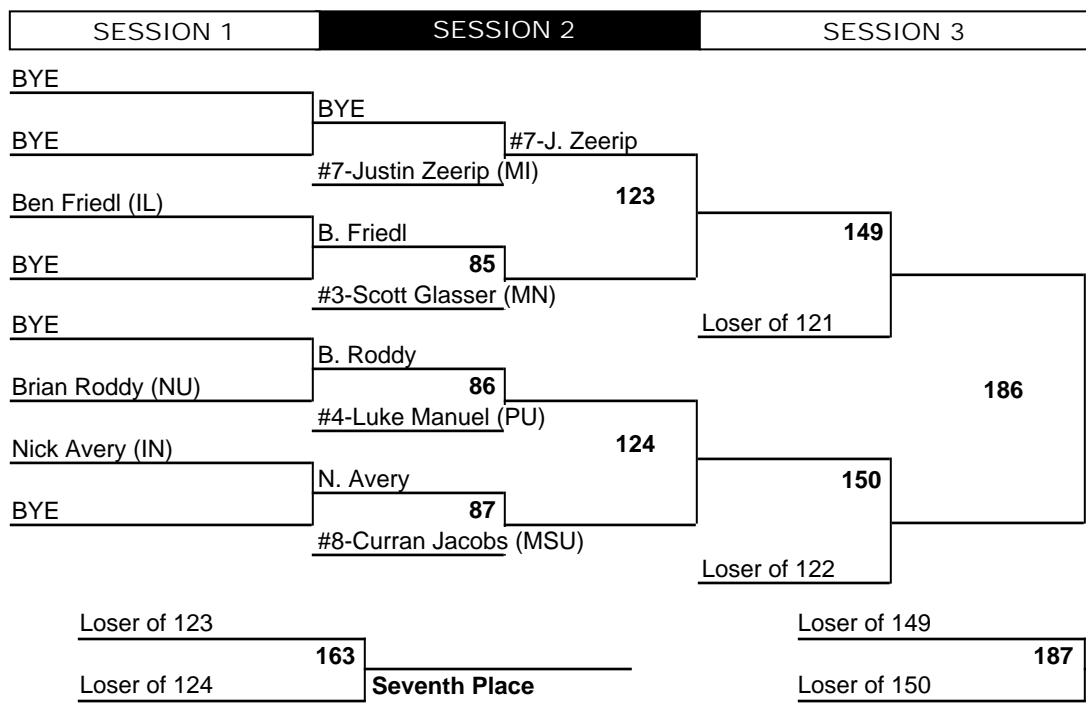 SESSION 1 SESSION 2 SESSION 3
BYE
BYE
BYE #7-J. Zeerip
#7-Justin Zeerip (MI)
123
Ben Friedl (IL)
B. Friedl 149
BYE 85
#3-Scott Glasser (MN)
BYE Loser of 121
B. Roddy
Brian Roddy (NU) 86 186
#4-Luke Manuel (PU)
Nick Avery (IN) 124
N. Avery 150
BYE 87
#8-Curran Jacobs (MSU)
Loser of 122
Loser of 123 Loser of 149
163 187
Loser of 124 Seventh Place Loser of 150